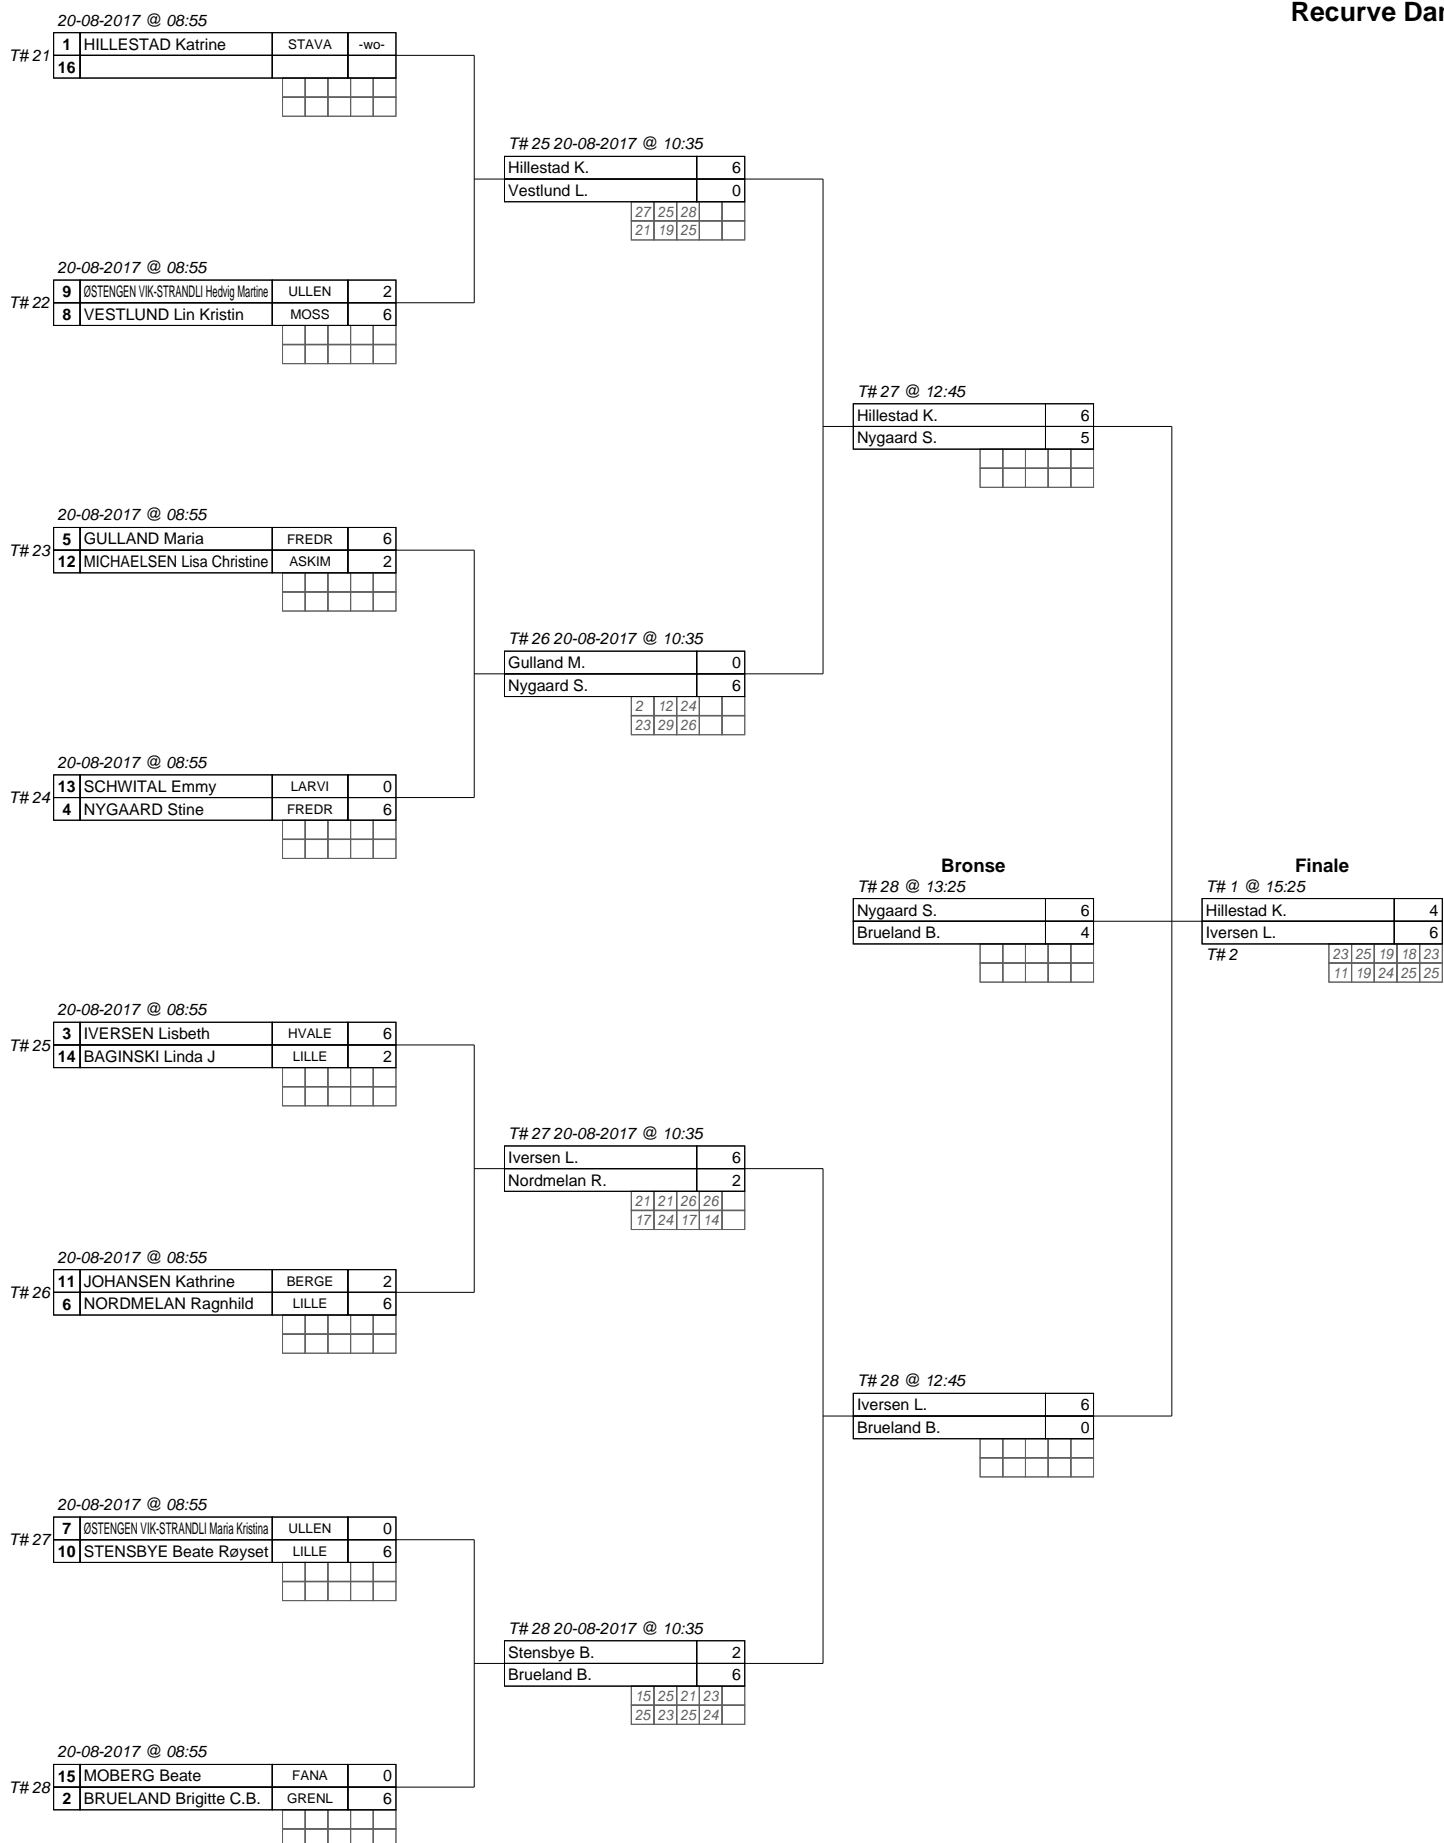 Recurve Dar
20-08-2017 @ 08:55
T# 21
1 HILLESTAD Katrine STAVA -wo-
16
T# 25 20-08-2017 @ 10:35
Hillestad K. 6
Vestlund L. 0
27 25 28
21 19 25
20-08-2017 @ 08:55
T# 22
9 ØSTENGEN VIK-STRANDLI Hedvig Martine ULLEN 2
8 VESTLUND Lin Kristin MOSS 6
T# 27 @ 12:45
Hillestad K. 6
Nygaard S. 5
20-08-2017 @ 08:55
T# 23
5 GULLAND Maria FREDR 6
12 MICHAELSEN Lisa Christine ASKIM 2
T# 26 20-08-2017 @ 10:35
Gulland M. 0
Nygaard S. 6
2 12 24
23 29 26
20-08-2017 @ 08:55
T# 24
13 SCHWITAL Emmy LARVI 0
4 NYGAARD Stine FREDR 6
Bronse
T# 28 @ 13:25
Nygaard S. 6
Brueland B. 4
Finale
T# 1 @ 15:25
Hillestad K. 4
Iversen L. 6
T# 2
23 25 19 18 23
11 19 24 25 25
20-08-2017 @ 08:55
T# 25
3 IVERSEN Lisbeth HVALE 6
14 BAGINSKI Linda J LILLE 2
T# 27 20-08-2017 @ 10:35
Iversen L. 6
Nordmelan R. 2
21 21 26 26
17 24 17 14
20-08-2017 @ 08:55
T# 26
11 JOHANSEN Kathrine BERGE 2
6 NORDMELAN Ragnhild LILLE 6
T# 28 @ 12:45
Iversen L. 6
Brueland B. 0
20-08-2017 @ 08:55
T# 27
7 ØSTENGEN VIK-STRANDLI Maria Kristina ULLEN 0
10 STENSBYE Beate Røyset LILLE 6
T# 28 20-08-2017 @ 10:35
Stensbye B. 2
Brueland B. 6
15 25 21 23
25 23 25 24
20-08-2017 @ 08:55
T# 28
15 MOBERG Beate FANA 0
2 BRUELAND Brigitte C.B. GRENL 6